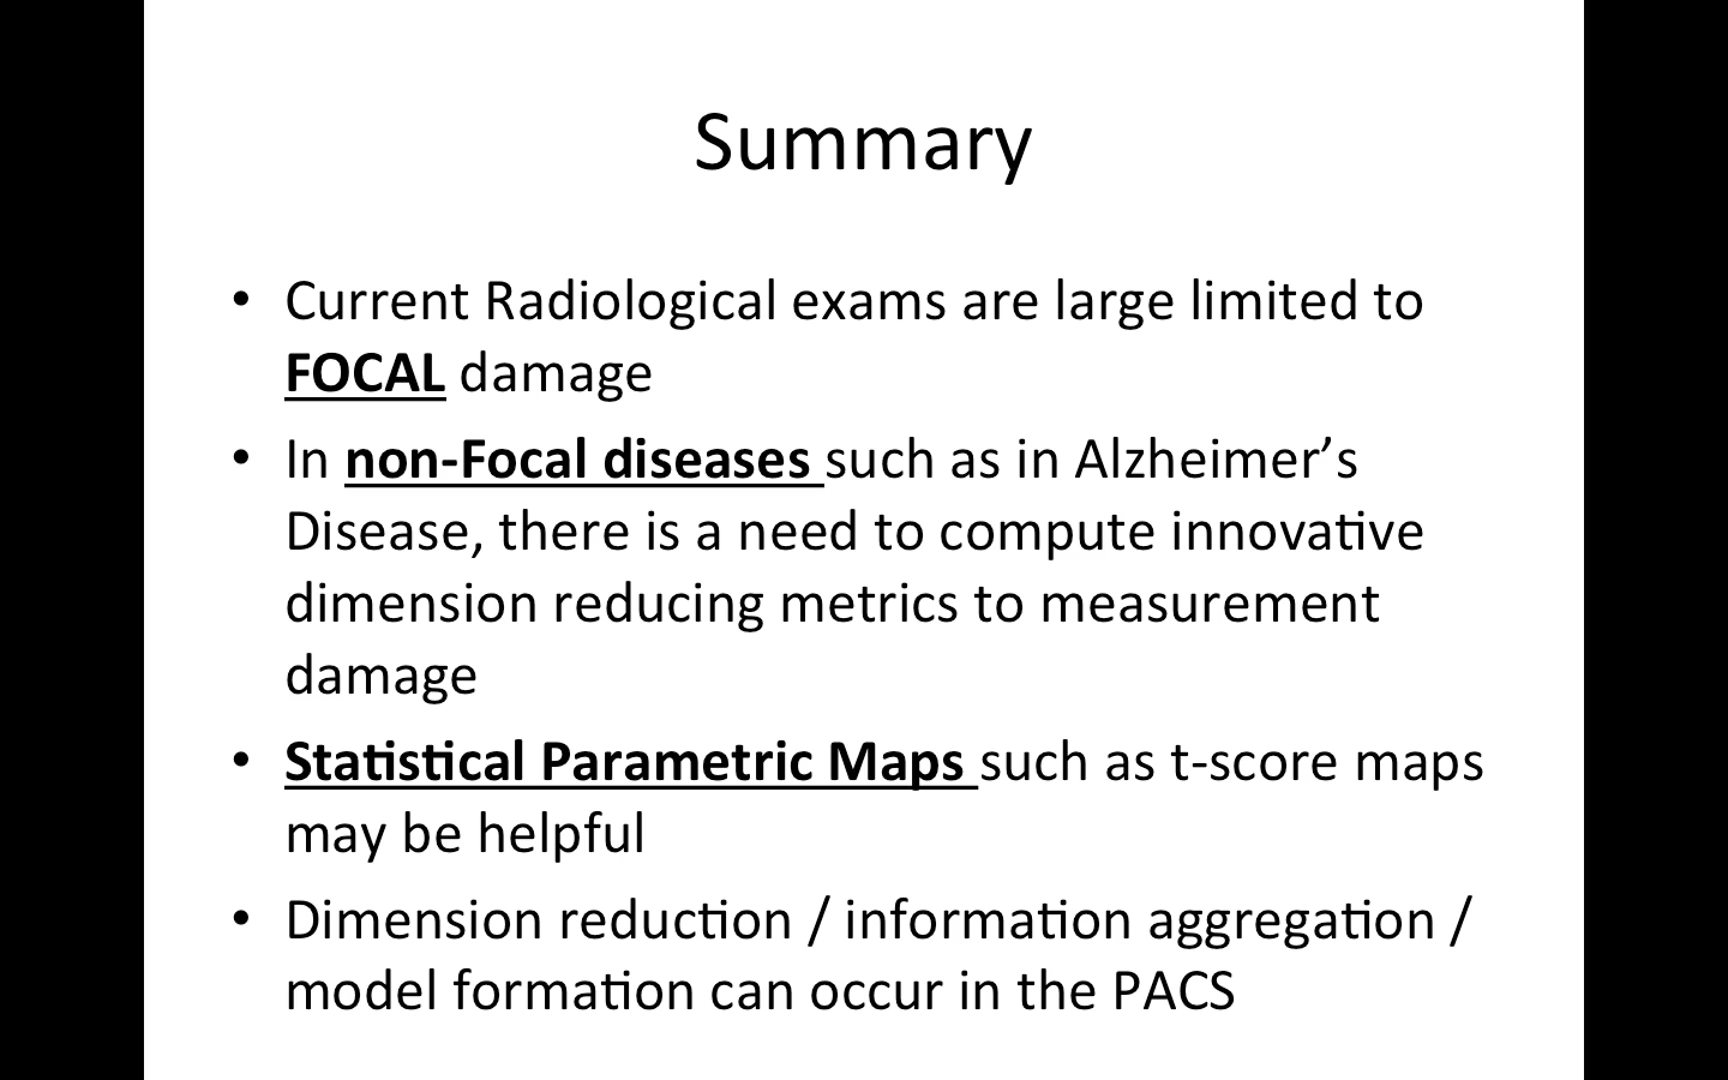 Summary
• Current Radiological exams are large limited to
FOCAL damage
• In non-Focal diseases such as in Alzheimer’s
Disease, there is a need to compute innovative
dimension reducing metrics to measurement
damage
• Statistical Parametric Maps such as t-score maps
may be helpful
• Dimension reduction / information aggregation /
model formation can occur in the PACS